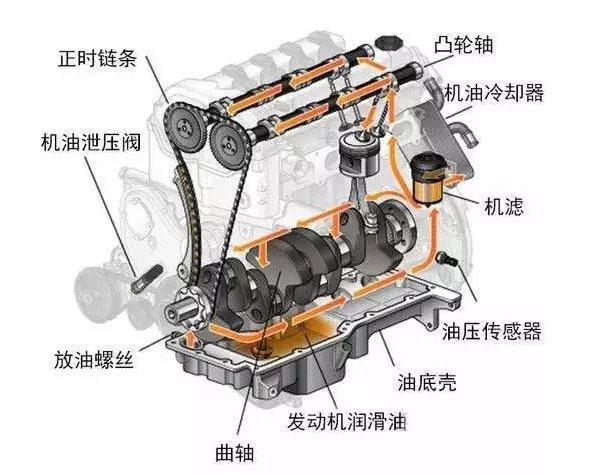 正时链条
凸轮轴
机油冷却器
机油泄压阀
机滤
油压传感器
放油螺丝
油底壳
发动机润滑油
曲轴